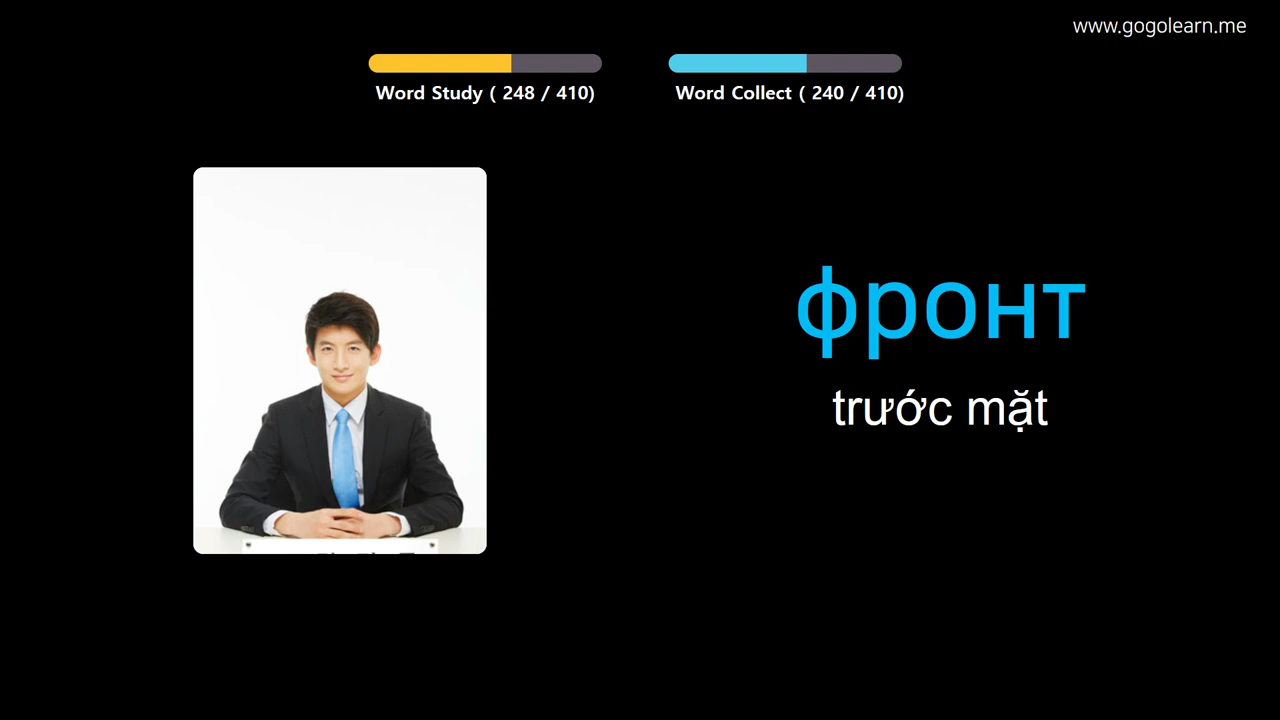 www.gogolearn.me
Word Study ( 248 / 410)
Word Collect ( 240 / 410)
фронт
trước mặt